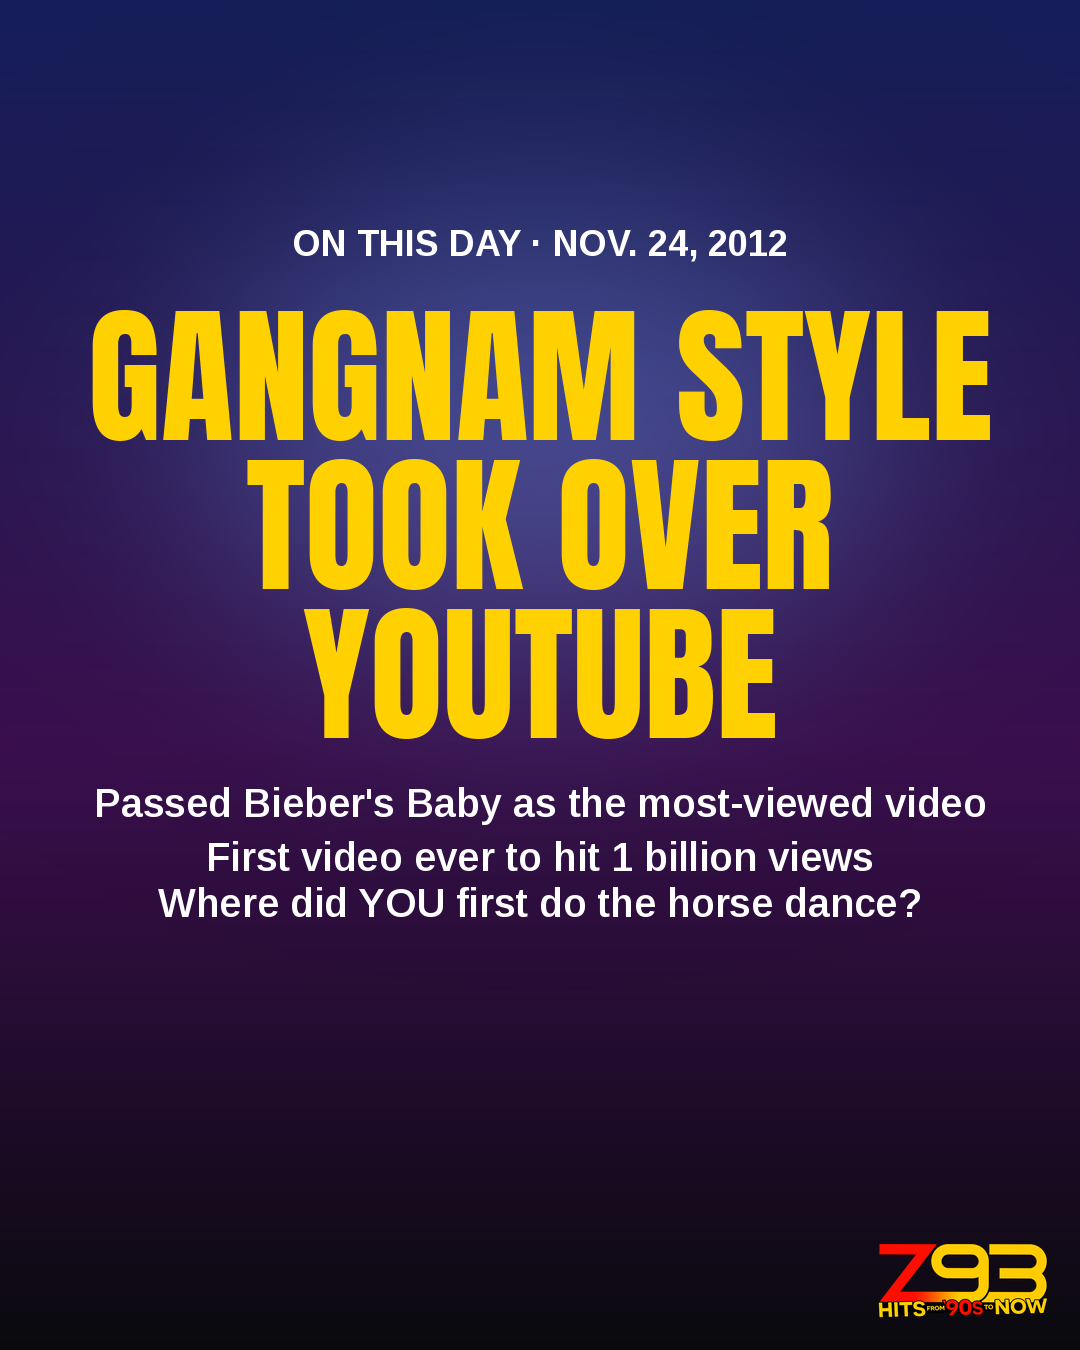 ON THIS DAY · NOV. 24, 2012
GANGNAM STYLE
TOOK OVER
YOUTUBE
Passed Bieber's Baby as the most-viewed video
First video ever to hit 1 billion views
Where did YOU first do the horse dance?
Z93
HITS FROM '90S TO NOW